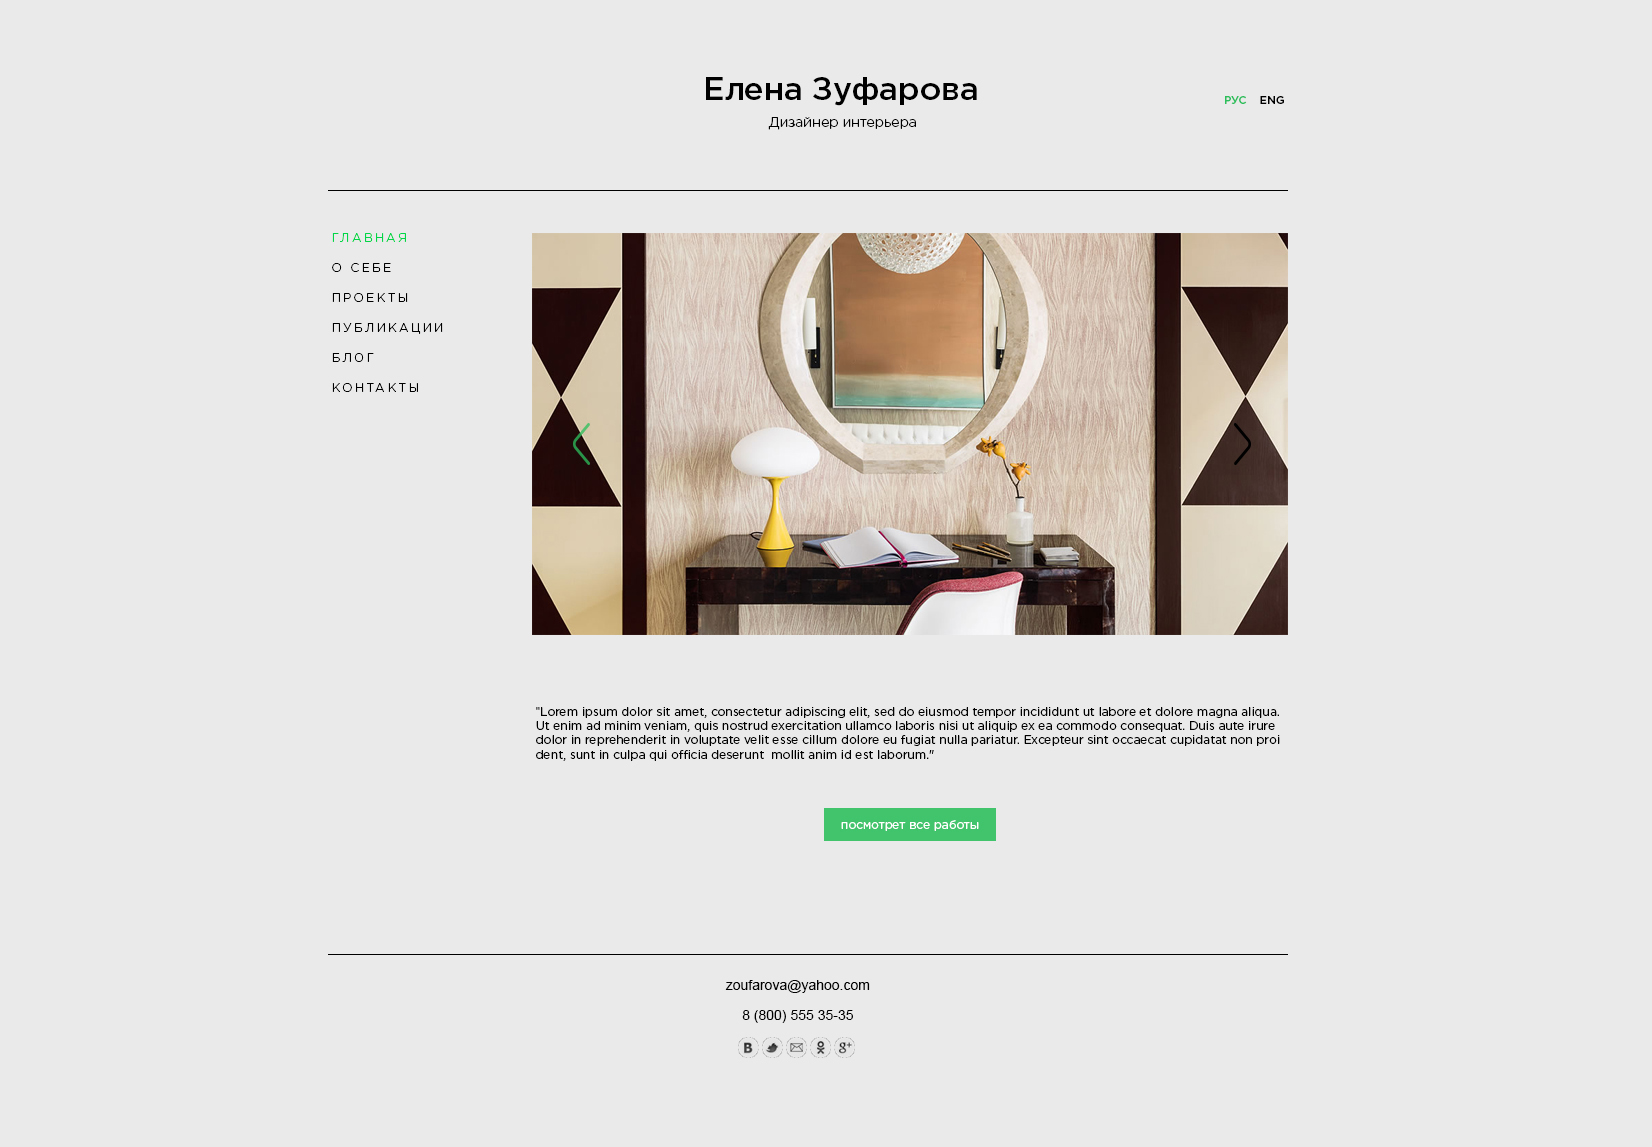 Елена Зуфарова
Дизайнер интерьера
РУС ENG
ГЛАВНАЯ
О СЕБЕ
ПРОЕКТЫ
ПУБЛИКАЦИИ
БЛОГ
КОНТАКТЫ
"Lorem ipsum dolor sit amet, consectetur adipiscing elit, sed do eiusmod tempor incididunt ut labore et dolore magna aliqua.
Ut enim ad minim veniam, quis nostrud exercitation ullamco laboris nisi ut aliquip ex ea commodo consequat. Duis aute irure
dolor in reprehenderit in voluptate velit esse cillum dolore eu fugiat nulla pariatur. Excepteur sint occaecat cupidatat non proi
dent, sunt in culpa qui officia deserunt  mollit anim id est laborum."
посмотрет все работы
zoufarova@yahoo.com
8 (800) 555 35-35
В g+